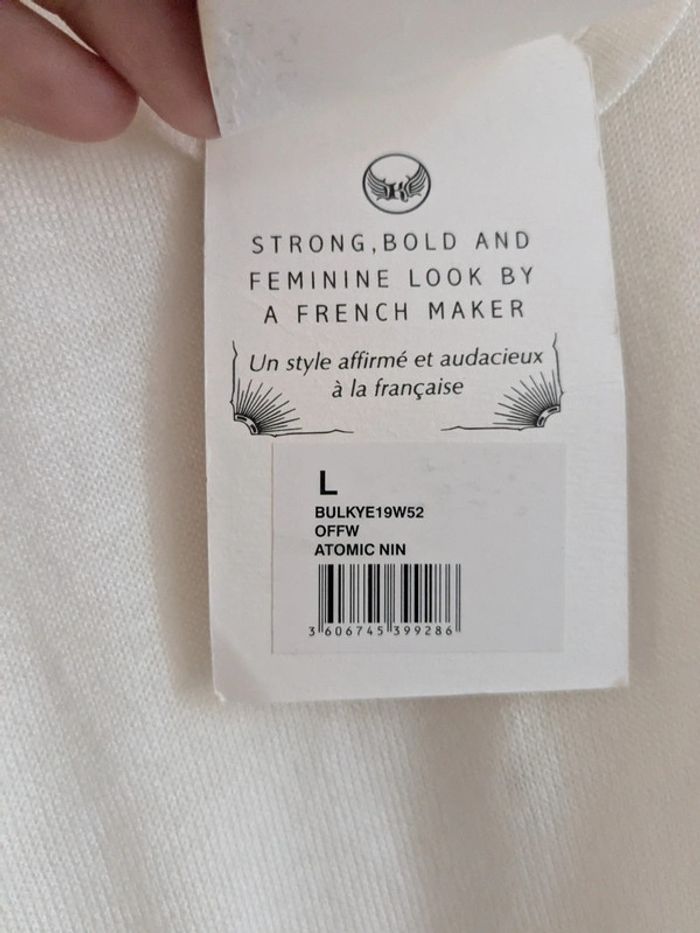 K
STRONG,BOLD AND
FEMININE LOOK BY
A FRENCH MAKER
Un style affirmé et audacieux
à la française
L
BULKYE19W52
OFFW
ATOMIC NIN
3 606745 399286